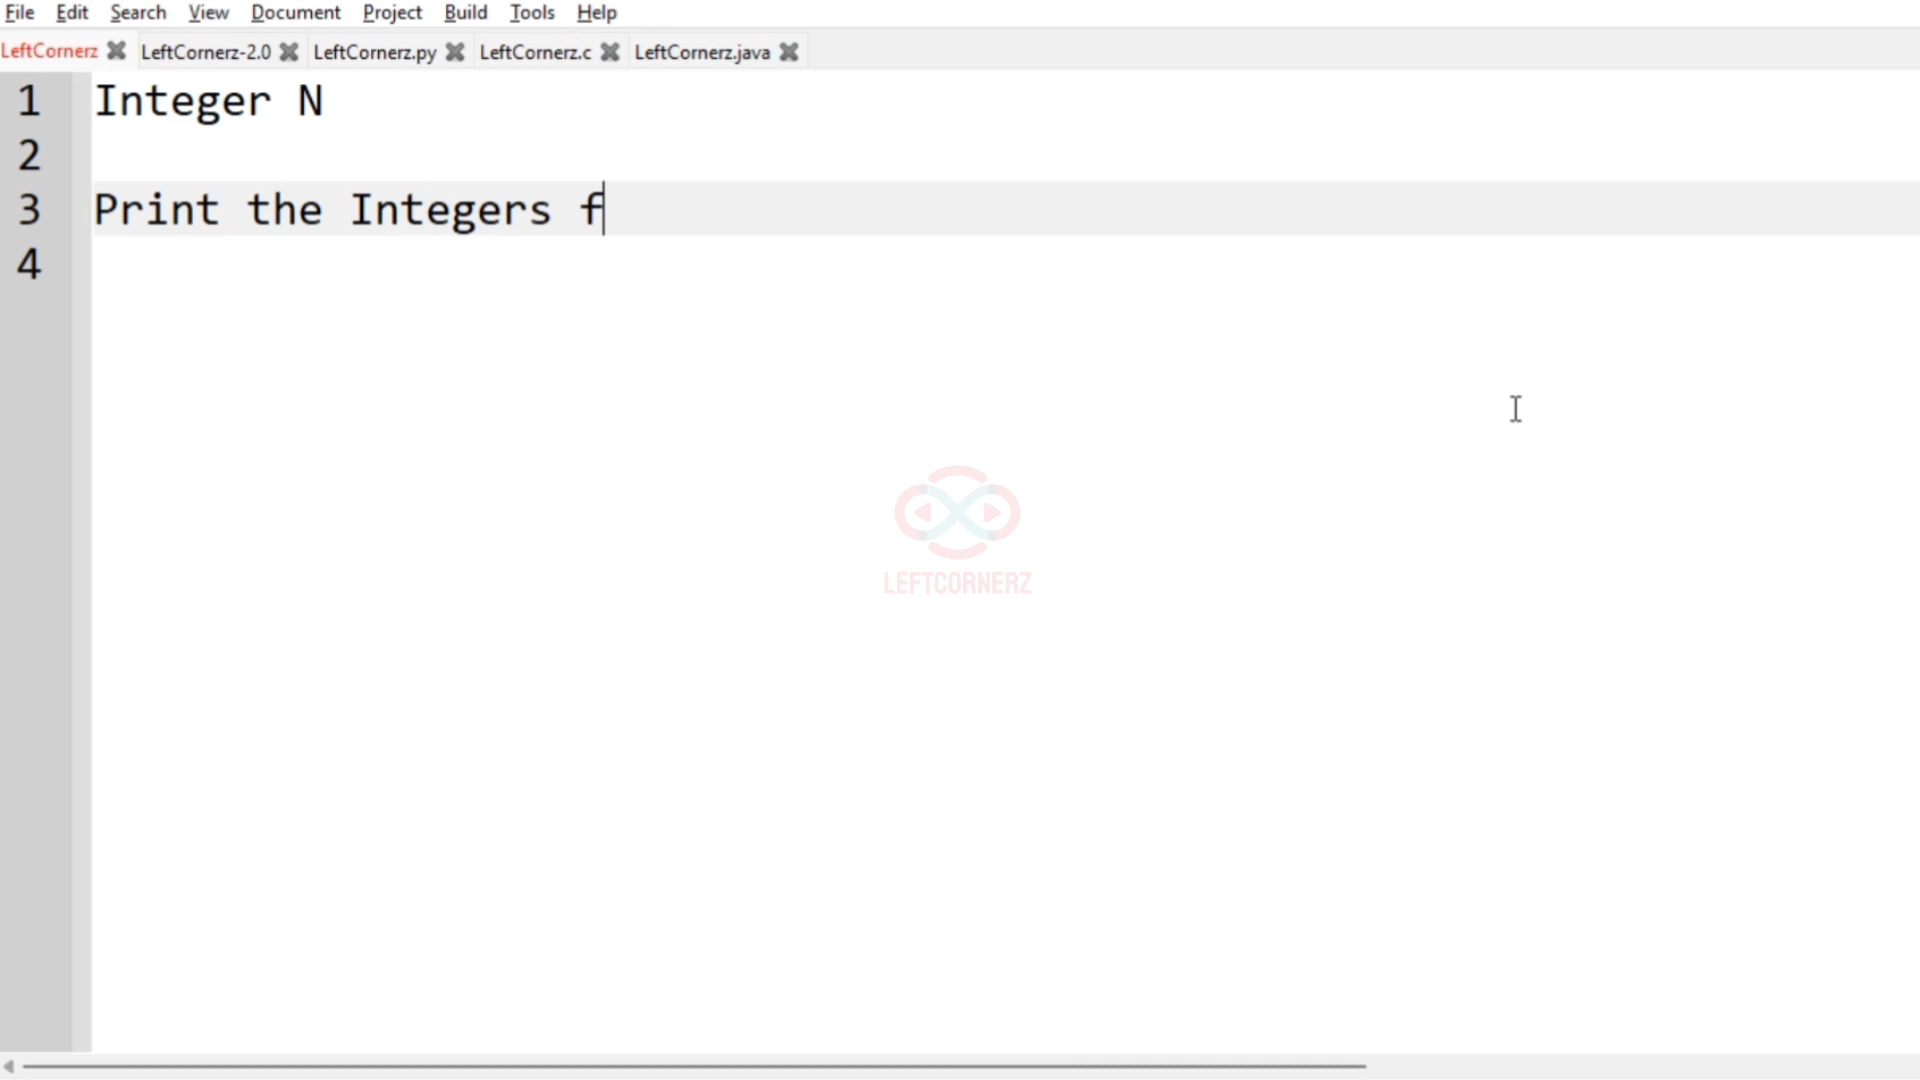 File Edit Search View Document Project Build Tools Help
LeftCornerz LeftCornerz-2.0 LeftCornerz.py LeftCornerz.c LeftCornerz.java
1 Integer N
2
3 Print the Integers f
4
LEFTCORNERZ